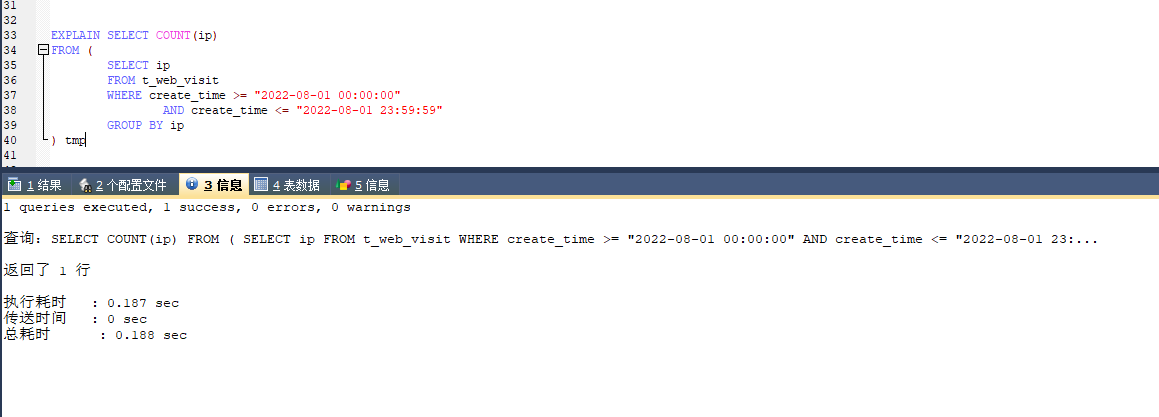 31
32
33 EXPLAIN SELECT COUNT(ip)
34 FROM (
35 SELECT ip
36 FROM t_web_visit
37 WHERE create_time >= "2022-08-01 00:00:00"
38 AND create_time <= "2022-08-01 23:59:59"
39 GROUP BY ip
40 ) tmp
41
1 结果 2 个配置文件 3 信息 4 表数据 5 信息
1 queries executed, 1 success, 0 errors, 0 warnings
查询: SELECT COUNT(ip) FROM ( SELECT ip FROM t_web_visit WHERE create_time >= "2022-08-01 00:00:00" AND create_time <= "2022-08-01 23:...
返回了 1 行
执行耗时 : 0.187 sec
传送时间 : 0 sec
总耗时 : 0.188 sec